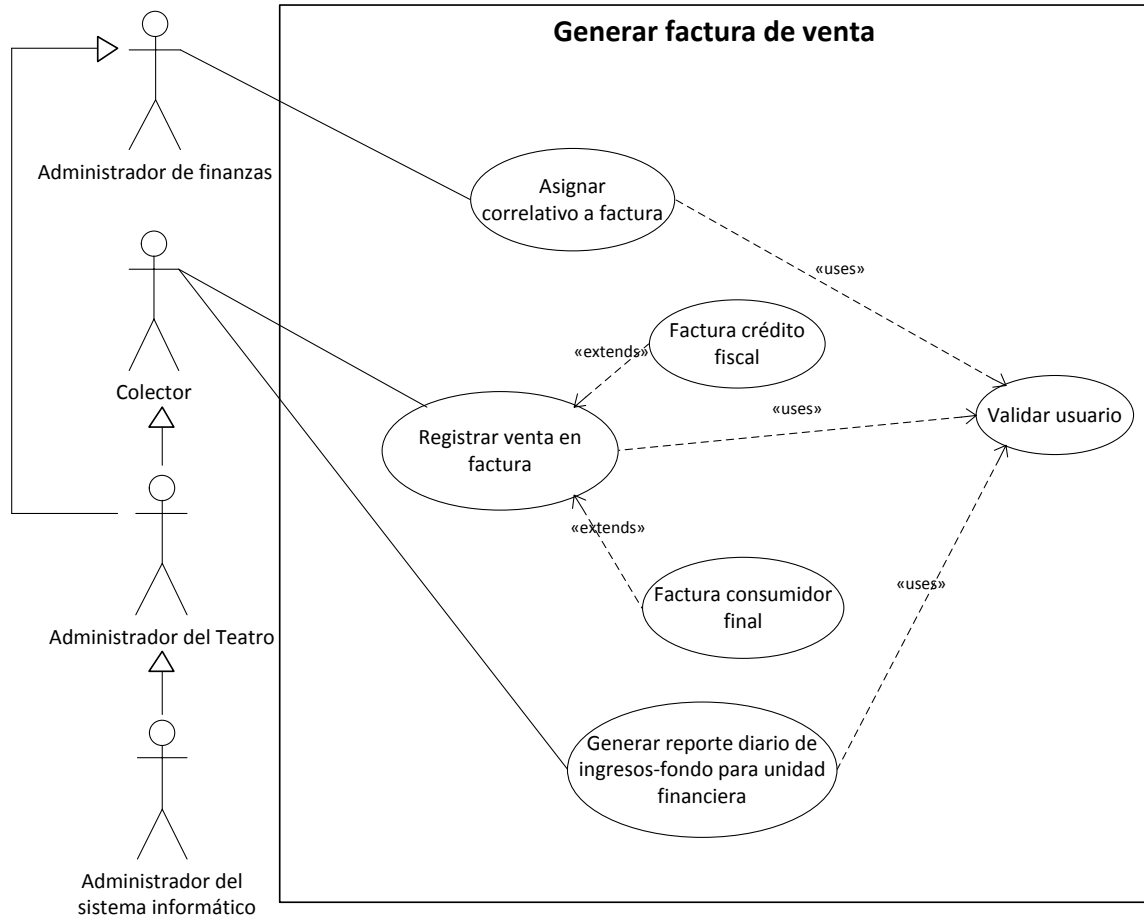 Generar factura de venta
Administrador de finanzas
Asignar
correlativo a factura
«uses»
Colector
Factura crédito
fiscal
«extends»
Registrar venta en
factura
«uses»
Validar usuario
«extends»
Factura consumidor
final
«uses»
Administrador del Teatro
Generar reporte diario de
ingresos-fondo para unidad
financiera
Administrador del
sistema informático